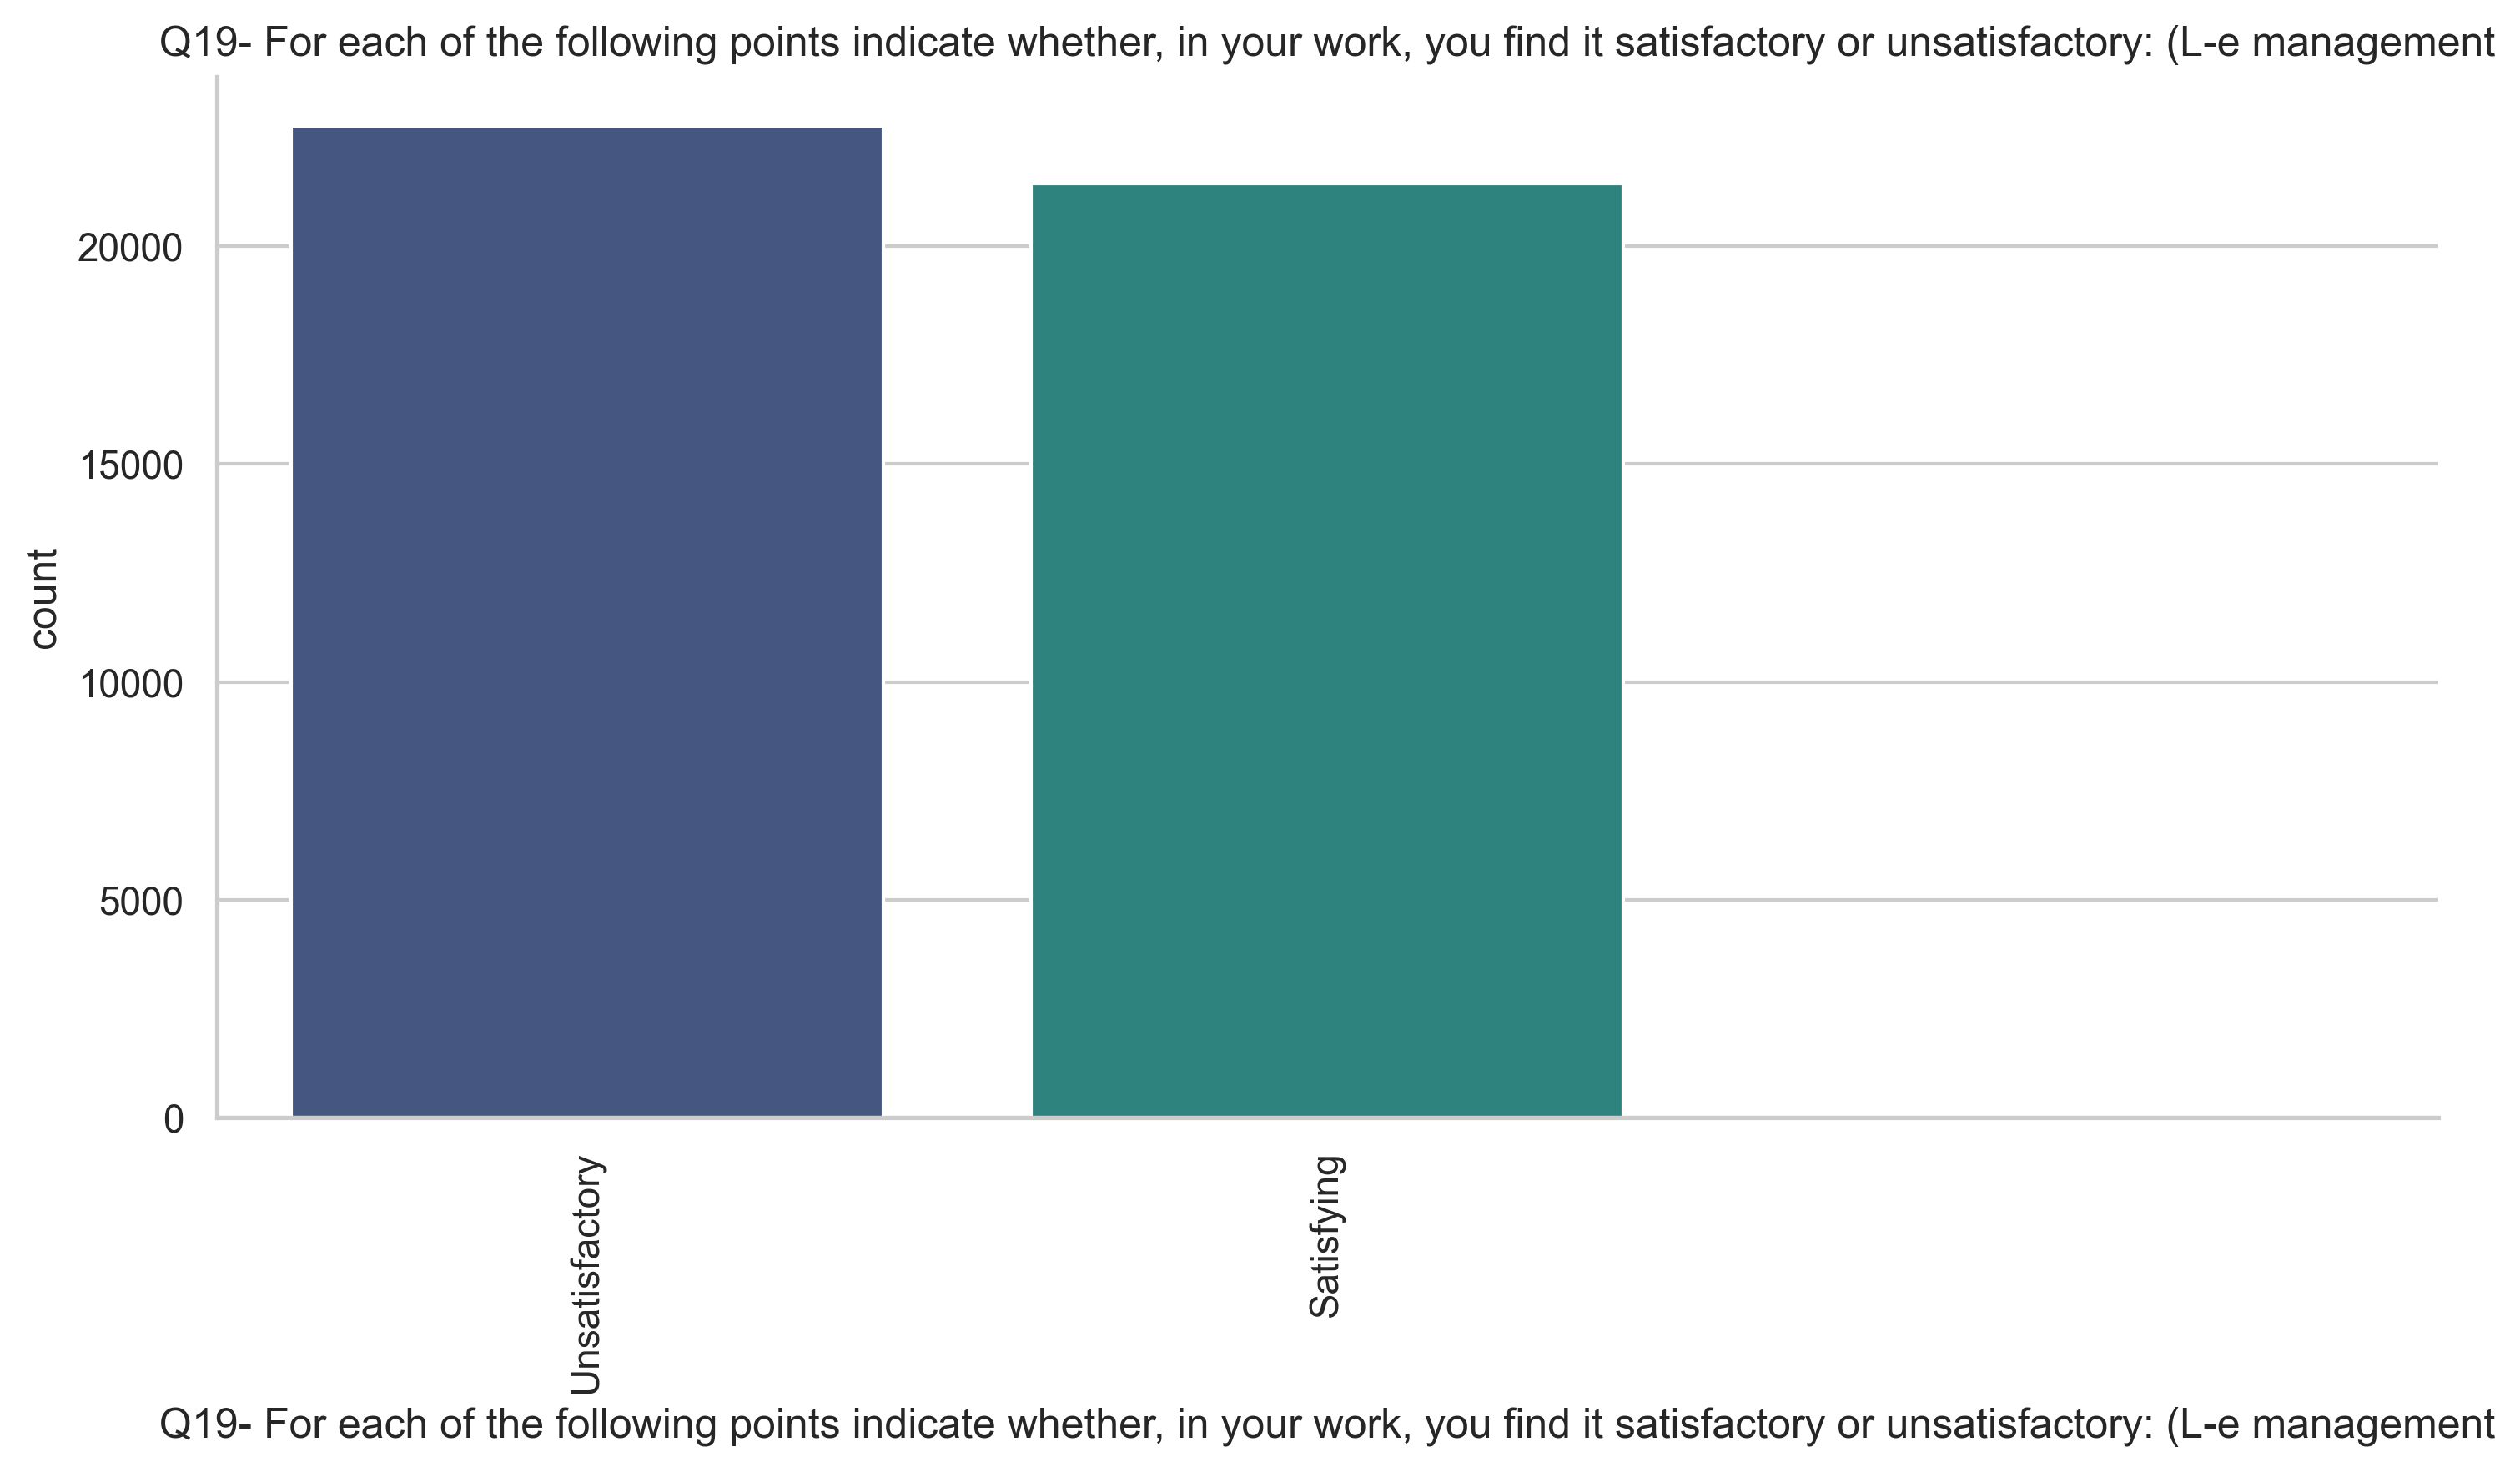 Q19- For each of the following points indicate whether, in your work, you find it satisfactory or unsatisfactory: (L-e management
20000
15000
10000
5000
0
count
Unsatisfactory
Satisfying
Q19- For each of the following points indicate whether, in your work, you find it satisfactory or unsatisfactory: (L-e management